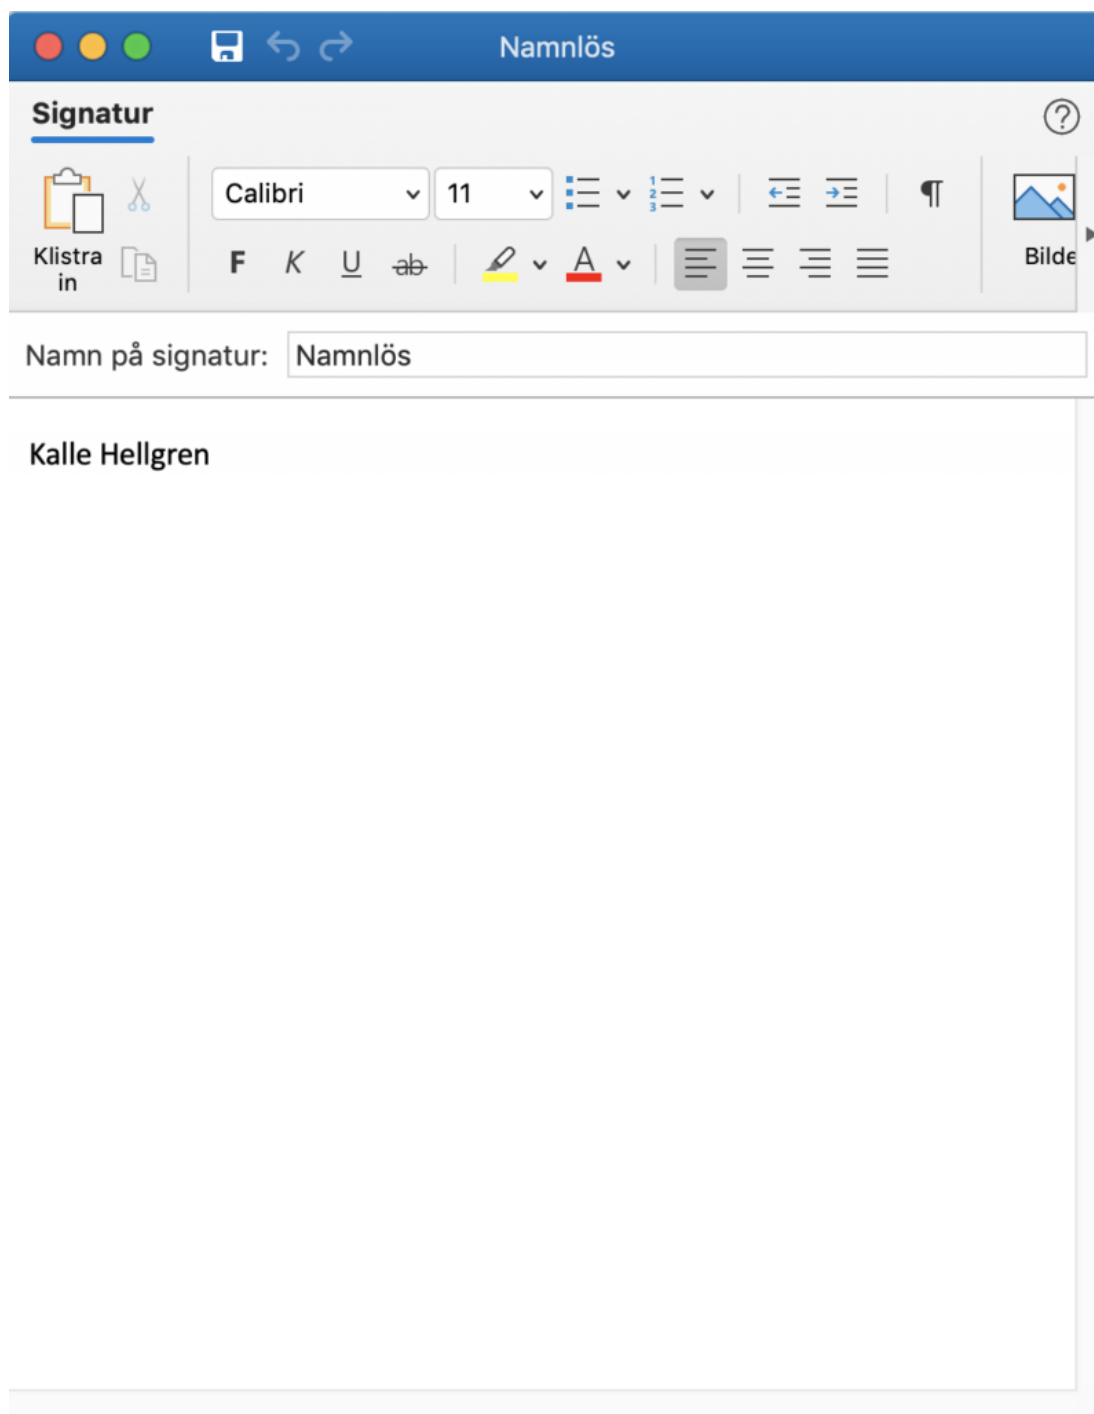 Namnlös
Signatur
Klistra in
Calibri
11
F K U ab A
Bilde
Namn på signatur: Namnlös
Kalle Hellgren